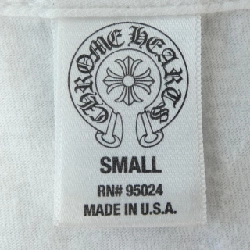 CHROME HEARTS
SMALL
RN# 95024
MADE IN U.S.A.